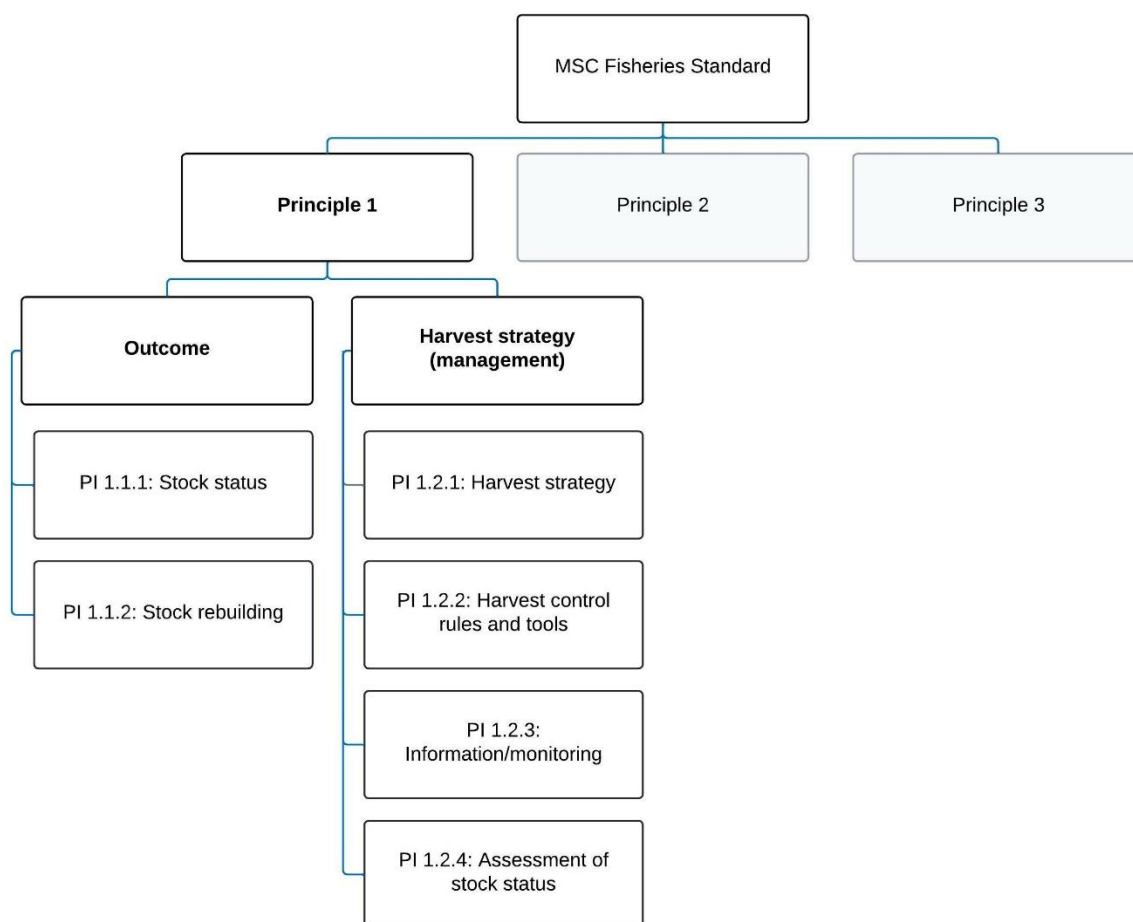 MSC Fisheries Standard
Principle 1
Principle 2
Principle 3
Outcome
Harvest strategy
(management)
PI 1.1.1: Stock status
PI 1.2.1: Harvest strategy
PI 1.1.2: Stock rebuilding
PI 1.2.2: Harvest control
rules and tools
PI 1.2.3:
Information/monitoring
PI 1.2.4: Assessment of
stock status